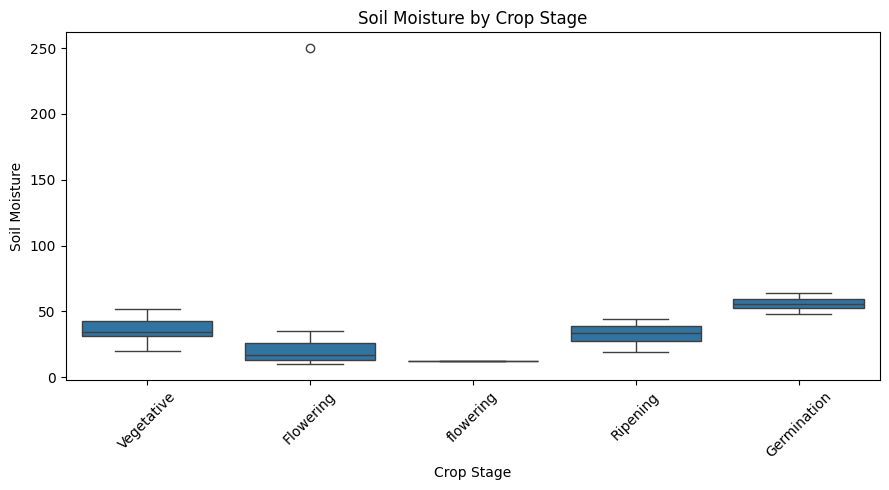 Soil Moisture by Crop Stage
Soil Moisture
250
200
150
100
50
0
Vegetative
Flowering
flowering
Ripening
Germination
Crop Stage